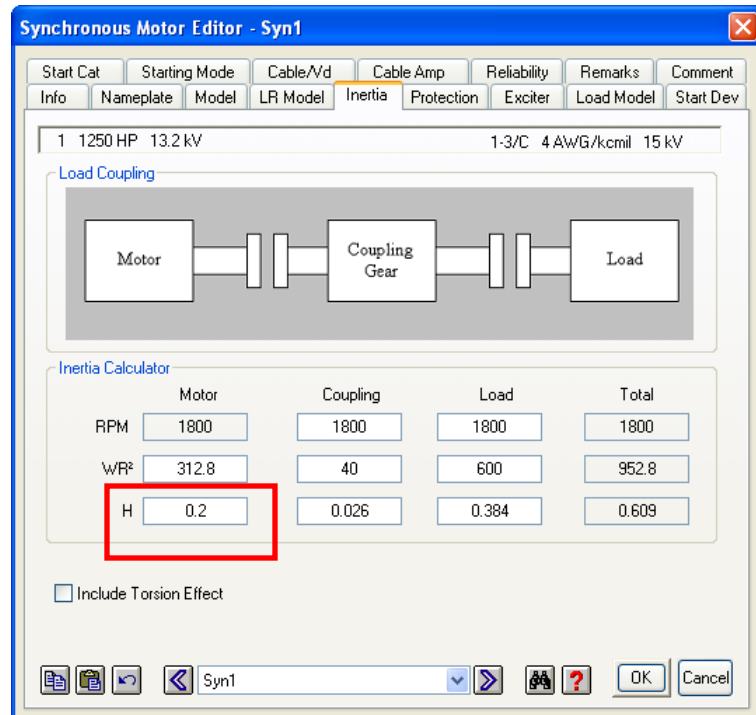 Synchronous Motor Editor - Syn1
Start Cat Starting Mode Cable/Vd Cable Amp Reliability Remarks Comment
Info Nameplate Model LR Model Inertia Protection Exciter Load Model Start Dev
1 1250 HP 13.2 kV 1-3/C 4 AWG/kcmil 15 kV
Load Coupling
Motor
Coupling
Gear
Load
Inertia Calculator
Motor Coupling Load Total
RPM 1800 1800 1800 1800
WR² 312.8 40 600 952.8
H 0.2 0.026 0.384 0.609
Include Torsion Effect
Syn1 ? OK Cancel